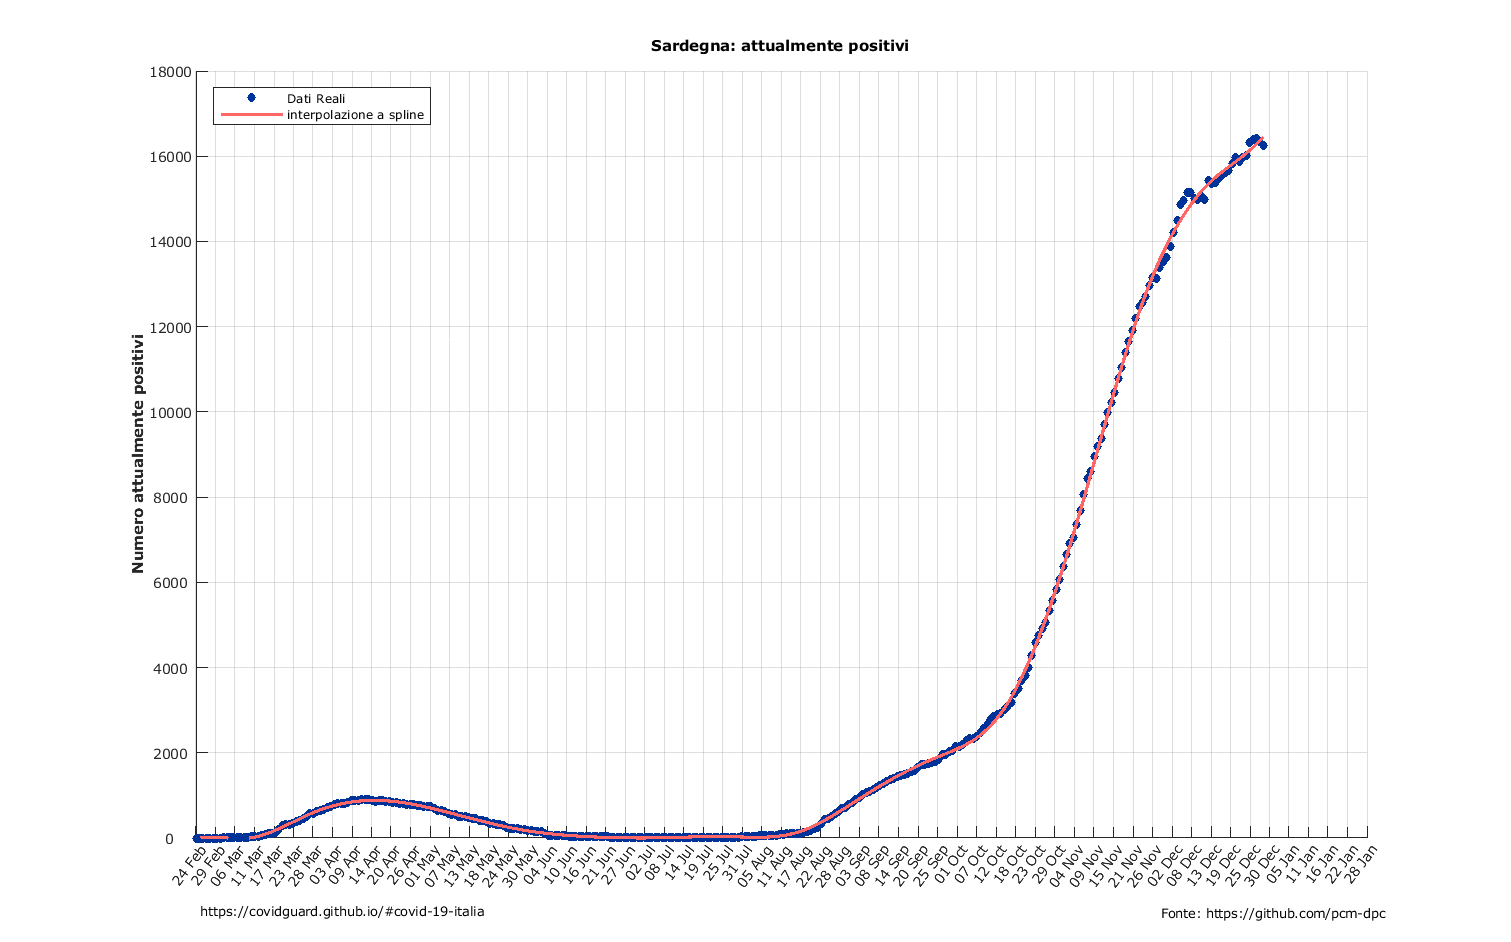 Sardegna: attualmente positivi
18000
16000
14000
12000
10000
8000
6000
4000
2000
0
Dati Reali
interpolazione a spline
Numero attualmente positivi
24 Feb
29 Feb
06 Mar
11 Mar
17 Mar
23 Mar
28 Mar
03 Apr
09 Apr
14 Apr
20 Apr
26 Apr
01 May
07 May
13 May
18 May
24 May
30 May
04 Jun
10 Jun
16 Jun
21 Jun
27 Jun
02 Jul
08 Jul
14 Jul
19 Jul
25 Jul
31 Jul
05 Aug
11 Aug
17 Aug
22 Aug
28 Aug
03 Sep
08 Sep
14 Sep
20 Sep
25 Sep
01 Oct
07 Oct
12 Oct
18 Oct
23 Oct
29 Oct
04 Nov
09 Nov
15 Nov
21 Nov
26 Nov
02 Dec
08 Dec
13 Dec
19 Dec
25 Dec
30 Dec
05 Jan
11 Jan
16 Jan
22 Jan
28 Jan
https://covidguard.github.io/#covid-19-italia
Fonte: https://github.com/pcm-dpc